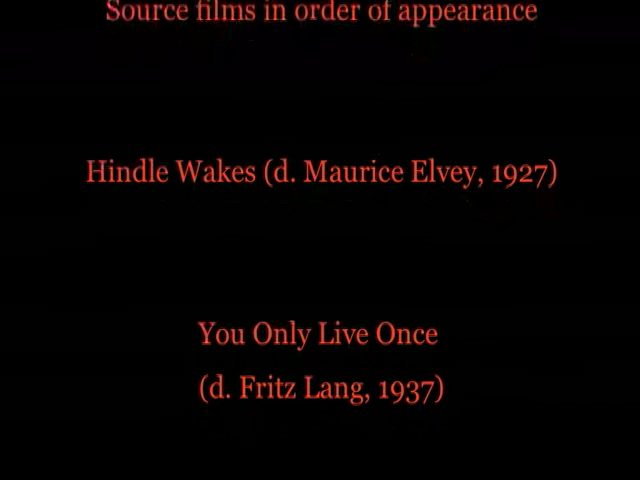 Source films in order of appearance
Hindle Wakes (d. Maurice Elvey, 1927)
You Only Live Once
(d. Fritz Lang, 1937)